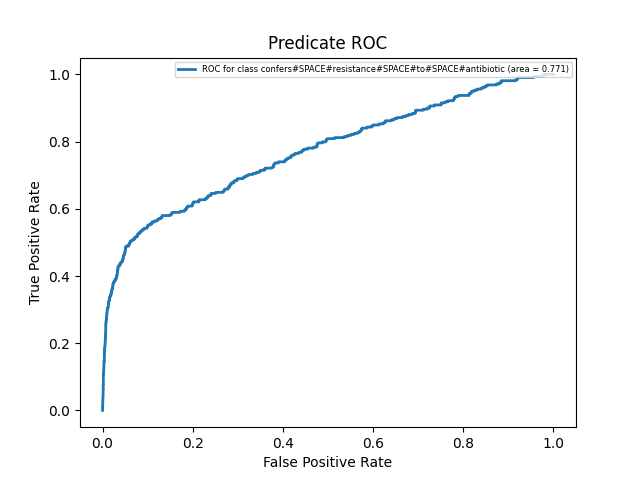 Predicate ROC
ROC for class confers#SPACE#resistance#SPACE#to#SPACE#antibiotic (area = 0.771)
1.0
0.8
0.6
0.4
0.2
0.0
True Positive Rate
0.0 0.2 0.4 0.6 0.8 1.0
False Positive Rate